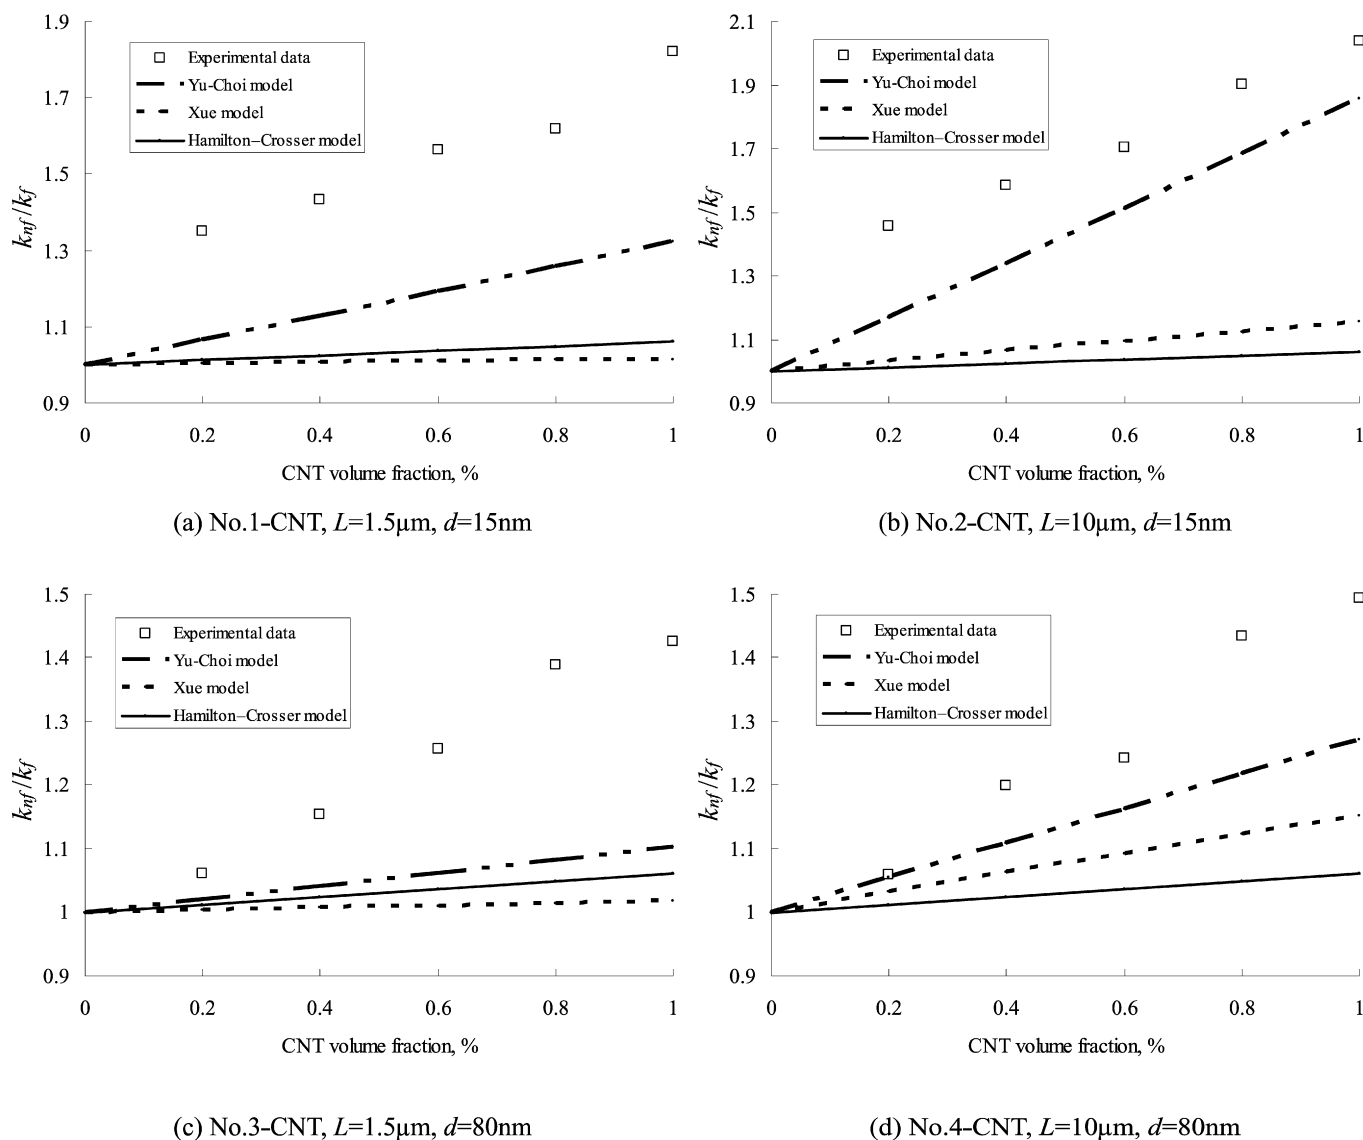 1.9
1.7
1.5
1.3
1.1
0.9
knf/kf
Experimental data
Yu-Choi model
Xue model
Hamilton–Crosser model
0 0.2 0.4 0.6 0.8 1
CNT volume fraction, %
(a) No.1-CNT, L=1.5μm, d=15nm
2.1
1.9
1.7
1.5
1.3
1.1
0.9
knf/kf
Experimental data
Yu-Choi model
Xue model
Hamilton–Crosser model
0 0.2 0.4 0.6 0.8 1
CNT volume fraction, %
(b) No.2-CNT, L=10μm, d=15nm
1.5
1.4
1.3
1.2
1.1
1
0.9
knf/kf
Experimental data
Yu-Choi model
Xue model
Hamilton–Crosser model
0 0.2 0.4 0.6 0.8 1
CNT volume fraction, %
(c) No.3-CNT, L=1.5μm, d=80nm
1.5
1.4
1.3
1.2
1.1
1
0.9
knf/kf
Experimental data
Yu-Choi model
Xue model
Hamilton–Crosser model
0 0.2 0.4 0.6 0.8 1
CNT volume fraction, %
(d) No.4-CNT, L=10μm, d=80nm